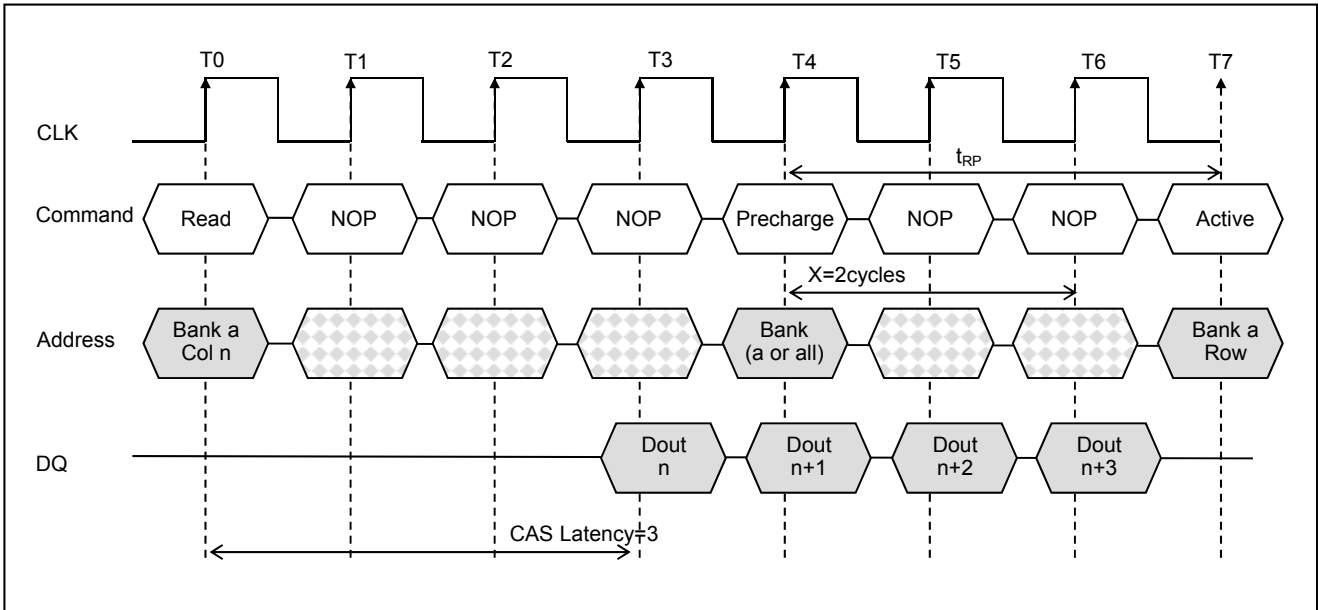 T0 T1 T2 T3 T4 T5 T6 T7
CLK
tRP
Command Read NOP NOP NOP Precharge NOP NOP Active
X=2cycles
Address Bank a Col n Bank (a or all) Bank a Row
DQ Dout n Dout n+1 Dout n+2 Dout n+3
CAS Latency=3